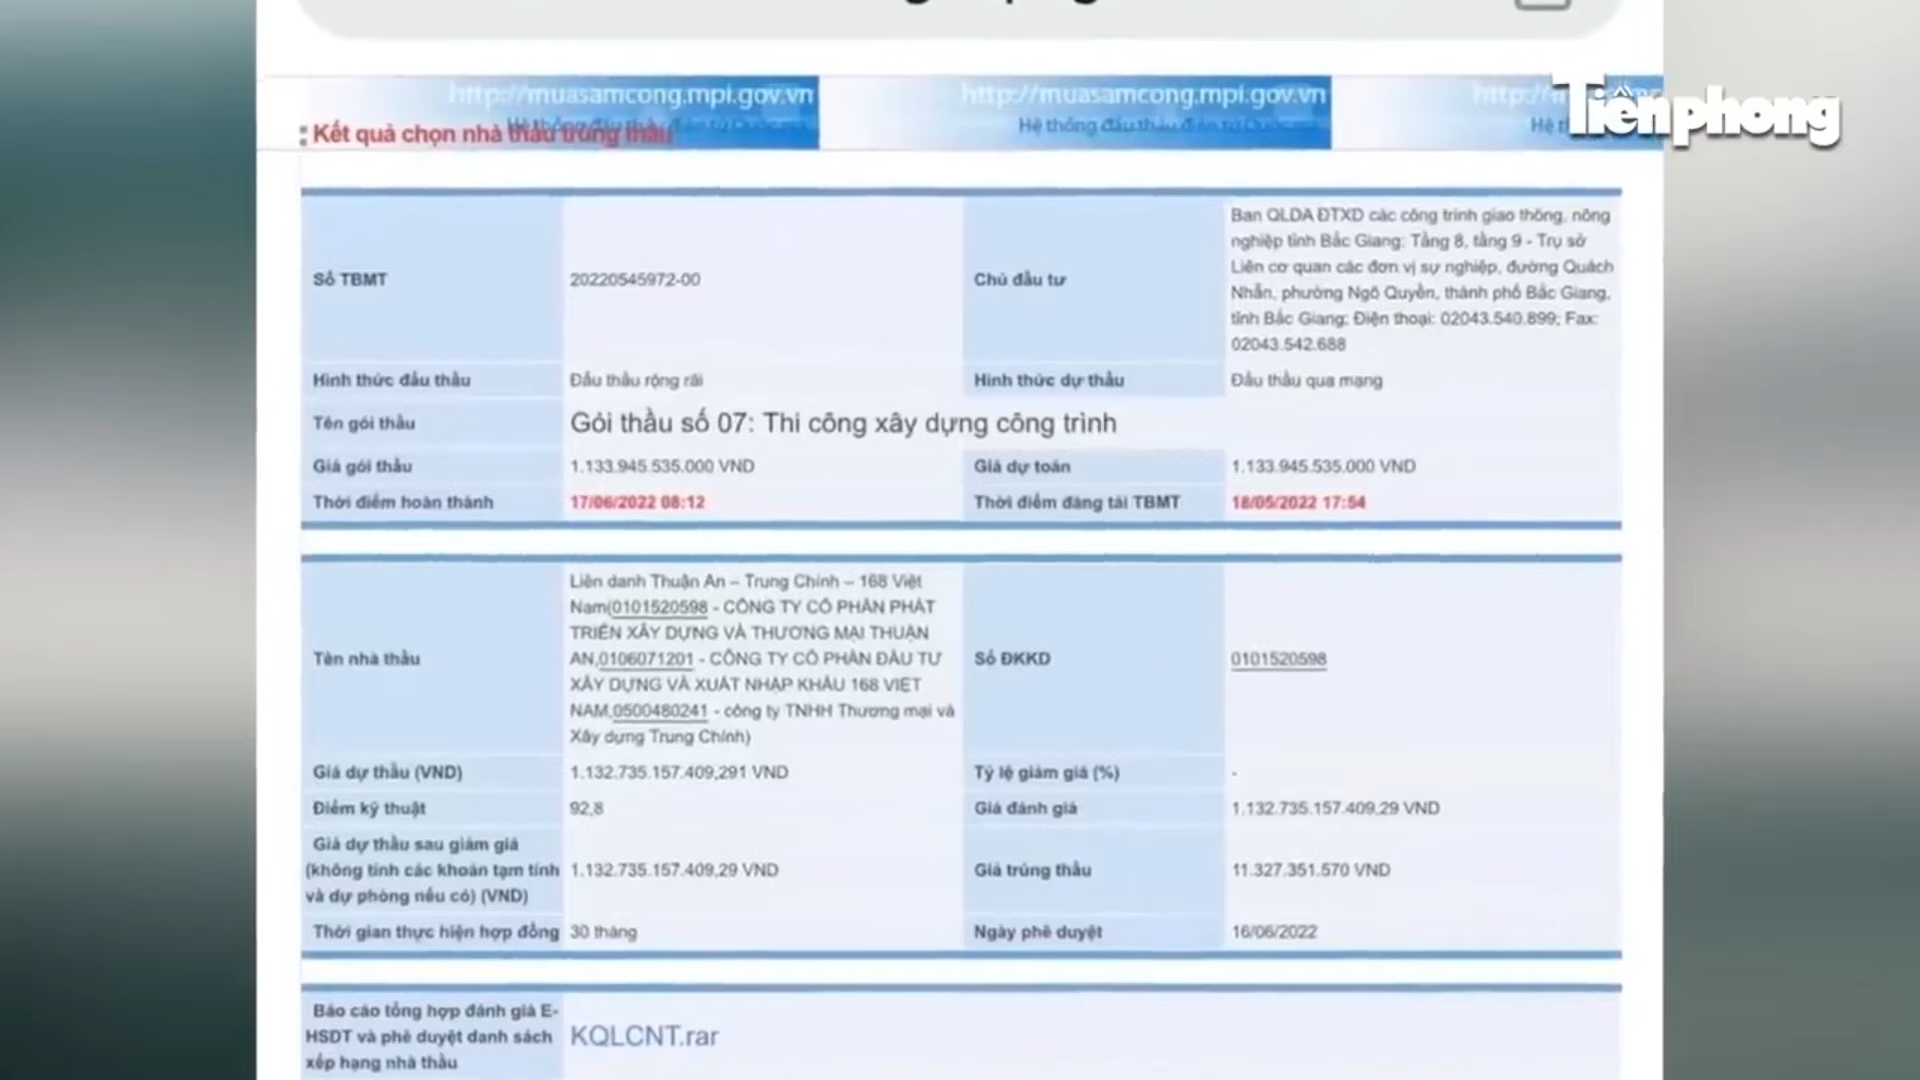 http://muasamcong.mpi.gov.vn http://muasamcong.mpi.gov.vn
Tiềnphong
Kết quả chọn nhà thầu trúng thầu
Số TBMT
20220545972-00
Chủ đầu tư
Ban QLDA ĐTXD các công trình giao thông, nông
nghiệp tỉnh Bắc Giang: Tầng 8, tầng 9 - Trụ sở
Liên cơ quan các đơn vị sự nghiệp, đường Quách
Nhẫn, phường Ngô Quyền, thành phố Bắc Giang,
tỉnh Bắc Giang; Điện thoại: 02043.540.899; Fax:
02043.542.688
Hình thức đấu thầu
Đấu thầu rộng rãi
Hình thức dự thầu
Đấu thầu qua mạng
Tên gói thầu
Gói thầu số 07: Thi công xây dựng công trình
Giá gói thầu
1.133.945.535.000 VND
Giá dự toán
1.133.945.535.000 VND
Thời điểm hoàn thành
17/06/2022 08:12
Thời điểm đăng tải TBMT
18/05/2022 17:54
Tên nhà thầu
Liên danh Thuận An – Trung Chính – 168 Việt
Nam(0101520598 - CÔNG TY CỔ PHẦN PHÁT
TRIỂN XÂY DỰNG VÀ THƯƠNG MẠI THUẬN
AN,0106071201 - CÔNG TY CỔ PHẦN ĐẦU TƯ
XÂY DỰNG VÀ XUẤT NHẬP KHẨU 168 VIỆT
NAM,0500480241 - công ty TNHH Thương mại và
Xây dựng Trung Chính)
Số ĐKKD
0101520598
Giá dự thầu (VND)
1.132.735.157.409,291 VND
Tỷ lệ giảm giá (%)
-
Điểm kỹ thuật
92,8
Giá đánh giá
1.132.735.157.409,29 VND
Giá dự thầu sau giảm giá
(không tính các khoản tạm tính
và dự phòng nếu có) (VND)
1.132.735.157.409,29 VND
Giá trúng thầu
11.327.351.570 VND
Thời gian thực hiện hợp đồng
30 tháng
Ngày phê duyệt
16/06/2022
Báo cáo tổng hợp đánh giá E-
HSDT và phê duyệt danh sách
xếp hạng nhà thầu
KQLCNT.rar